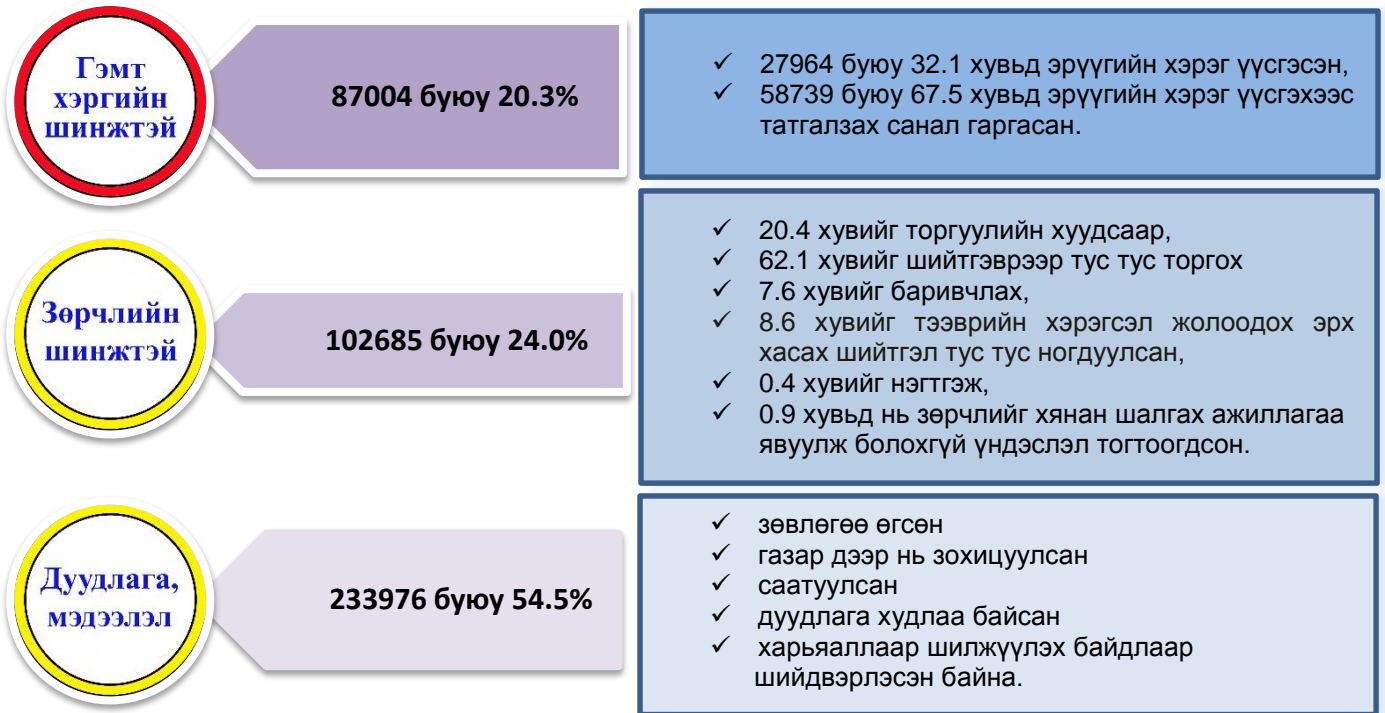 Гэмт
хэргийн
шинжтэй
87004 буюу 20.3%
✓ 27964 буюу 32.1 хувьд эрүүгийн хэрэг үүсгэсэн,
✓ 58739 буюу 67.5 хувьд эрүүгийн хэрэг үүсгэхээс
татгалзах санал гаргасан.
Зөрчлийн
шинжтэй
102685 буюу 24.0%
✓ 20.4 хувийг торгуулийн хуудсаар,
✓ 62.1 хувийг шийтгэврээр тус тус торгох
✓ 7.6 хувийг баривчлах,
✓ 8.6 хувийг тээврийн хэрэгсэл жолоодох эрх
хасах шийтгэл тус тус ногдуулсан,
✓ 0.4 хувийг нэгтгэж,
✓ 0.9 хувьд нь зөрчлийг хянан шалгах ажиллагаа
явуулж болохгүй үндэслэл тогтоогдсон.
Дуудлага,
мэдээлэл
233976 буюу 54.5%
✓ зөвлөгөө өгсөн
✓ газар дээр нь зохицуулсан
✓ саатуулсан
✓ дуудлага худлаа байсан
✓ харьяаллаар шилжүүлэх байдлаар
шийдвэрлэсэн байна.